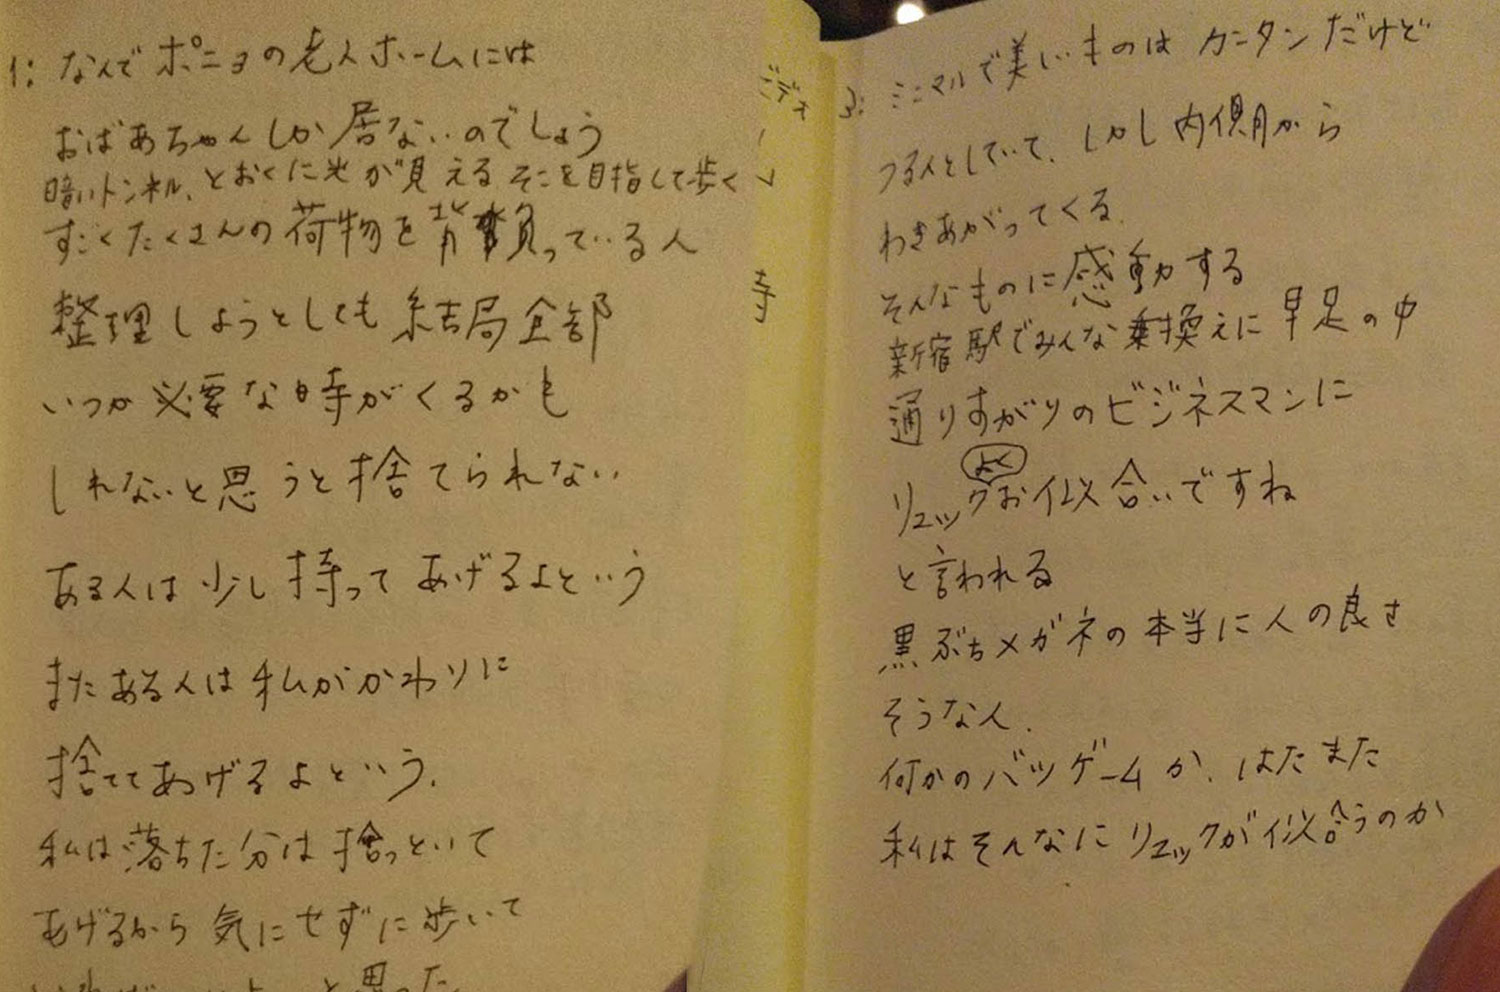 1: なんでポニョの老人ホームには
おばあちゃんしか居ないのでしょう
暗いトンネル、とおくに光が見える そこを目指して歩く
すごくたくさんの荷物を背負っている人
整理しようとしても結局全部
いつか必要な時がくるかも
しれないと思うと捨てられない
ある人は少し持ってあげるよという
またある人は私がかわりに
捨ててあげるよという.
私は落ちた分は捨っといて
あげるから気にせずに歩いて
と思った
ビデオ
寺
3: ミニマルで美しいものはカンタンだけど
つるんとしていて、しかし内側から
わきあがってくる.
そんなものに感動する
新宿駅でみんな乗換えに早足の中
通りすがりのビジネスマンに
よく
リュックお似合いですね
と言われる
黒ぶちメガネの本当に人の良さ
そうな人.
何かのバツゲームか、はたまた
私はそんなにリュックが似合うのか